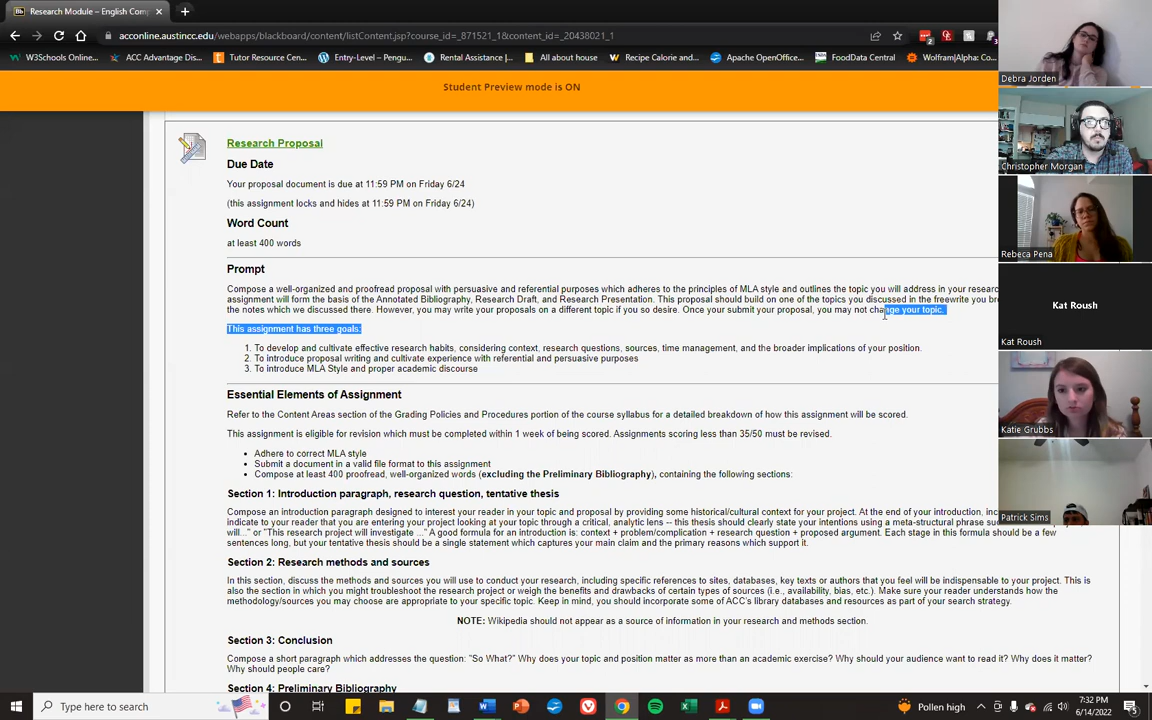 Research Module – English Com
acconline.austincc.edu/webapps/blackboard/content/listContent.jsp?course_id=_871521_1&content_id=_20438021_1
W3Schools Online...
ACC Advantage Dis...
Tutor Resource Cen...
Entry-Level – Pengu...
Rental Assistance |...
All about house
Recipe Calorie and...
Apache OpenOffice...
FoodData Central
Wolfram|Alpha: Co...
Student Preview mode is ON
Research Proposal
Due Date
Your proposal document is due at 11:59 PM on Friday 6/24
(this assignment locks and hides at 11:59 PM on Friday 6/24)
Word Count
at least 400 words
Prompt
Compose a well-organized and proofread proposal with persuasive and referential purposes which adheres to the principles of MLA style and outlines the topic you will address in your researc
assignment will form the basis of the Annotated Bibliography, Research Draft, and Research Presentation. This proposal should build on one of the topics you discussed in the freewrite you br
the notes which we discussed there. However, you may write your proposals on a different topic if you so desire. Once your submit your proposal, you may not change your topic.
This assignment has three goals:
1. To develop and cultivate effective research habits, considering context, research questions, sources, time management, and the broader implications of your position.
2. To introduce proposal writing and cultivate experience with referential and persuasive purposes
3. To introduce MLA Style and proper academic discourse
Essential Elements of Assignment
Refer to the Content Areas section of the Grading Policies and Procedures portion of the course syllabus for a detailed breakdown of how this assignment will be scored.
This assignment is eligible for revision which must be completed within 1 week of being scored. Assignments scoring less than 35/50 must be revised.
• Adhere to correct MLA style
• Submit a document in a valid file format to this assignment
• Compose at least 400 proofread, well-organized words (excluding the Preliminary Bibliography), containing the following sections:
Section 1: Introduction paragraph, research question, tentative thesis
Compose an introduction paragraph designed to interest your reader in your topic and proposal by providing some historical/cultural context for your project. At the end of your introduction, inc
indicate to your reader that you are entering your project looking at your topic through a critical, analytic lens -- this thesis should clearly state your intentions using a meta-structural phrase su
will..." or "This research project will investigate ..." A good formula for an introduction is: context + problem/complication + research question + proposed argument. Each stage in this formula should be a few
sentences long, but your tentative thesis should be a single statement which captures your main claim and the primary reasons which support it.
Section 2: Research methods and sources
In this section, discuss the methods and sources you will use to conduct your research, including specific references to sites, databases, key texts or authors that you feel will be indispensable to your project. This is
also the section in which you might troubleshoot the research project or weigh the benefits and drawbacks of certain types of sources (i.e., availability, bias, etc.). Make sure your reader understands how the
methodology/sources you may choose are appropriate to your specific topic. Keep in mind, you should incorporate some of ACC's library databases and resources as part of your search strategy.
NOTE: Wikipedia should not appear as a source of information in your research and methods section.
Section 3: Conclusion
Compose a short paragraph which addresses the question: "So What?" Why does your topic and position matter as more than an academic exercise? Why should your audience want to read it? Why does it matter?
Why should people care?
Section 4: Preliminary Bibliography
Debra Jorden
Christopher Morgan
Rebeca Pena
Kat Roush
Kat Roush
Katie Grubbs
Patrick Sims
Type here to search
Pollen high
7:32 PM
6/14/2022